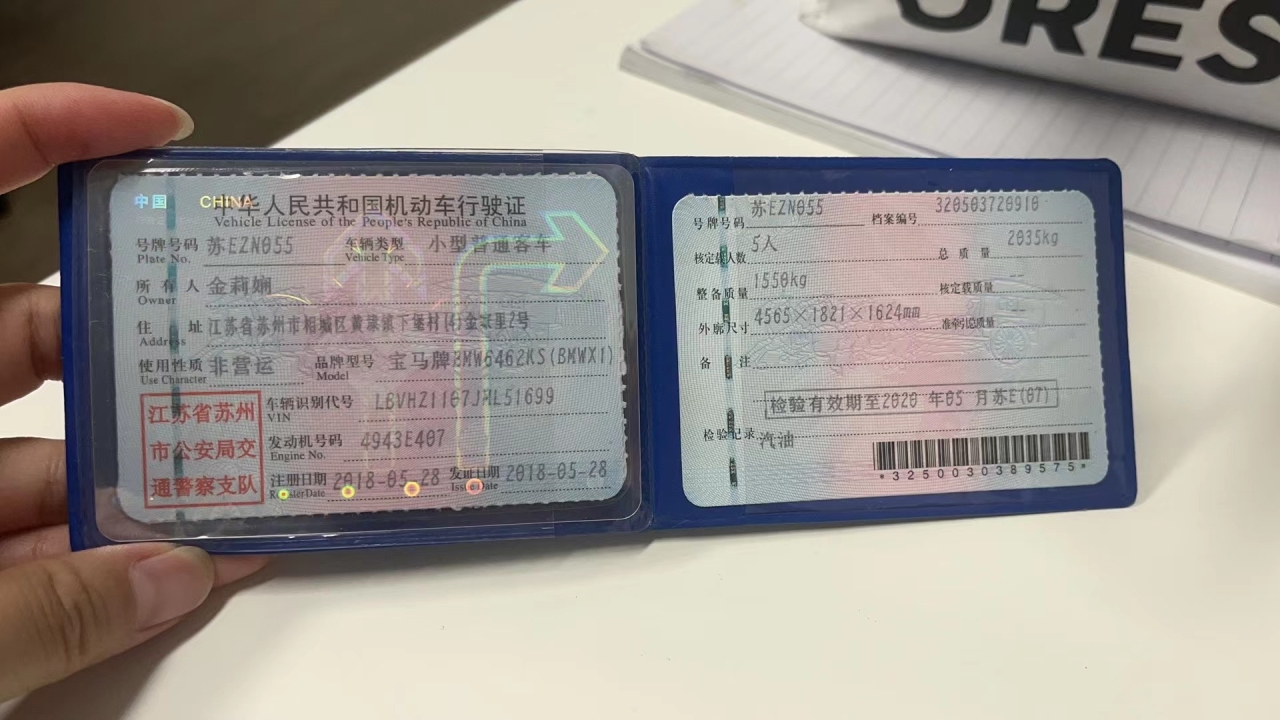 ORES
中国 CHINA
中华人民共和国机动车行驶证
Vehicle License of the People's Republic of China
号牌号码 苏EZN055 车辆类型 小型普通客车
Plate No. Vehicle Type
所有人 金莉娴
Owner
住址 江苏省苏州市相城区黄埭镇下堡村(4)金家里2号
Address
使用性质 非营运 品牌型号 宝马牌BMW6462KS(BMWX1)
Use Character Model
江苏省苏州
市公安局交
通警察支队
车辆识别代号
VIN
发动机号码 4943E407
Engine No.
注册日期 2018-05-28 发证日期 2018-05-28
Register Date Issue Date
号牌号码 苏EZN055 档案编号 320503720910
核定载人数 5人 总质量 2035kg
整备质量 1550kg 核定载质量 --
外廓尺寸 4565×1821×1624mm 准牵引总质量 --
备注
检验有效期至2020年05月苏E(07)
检验记录 汽油
*3250030389575*